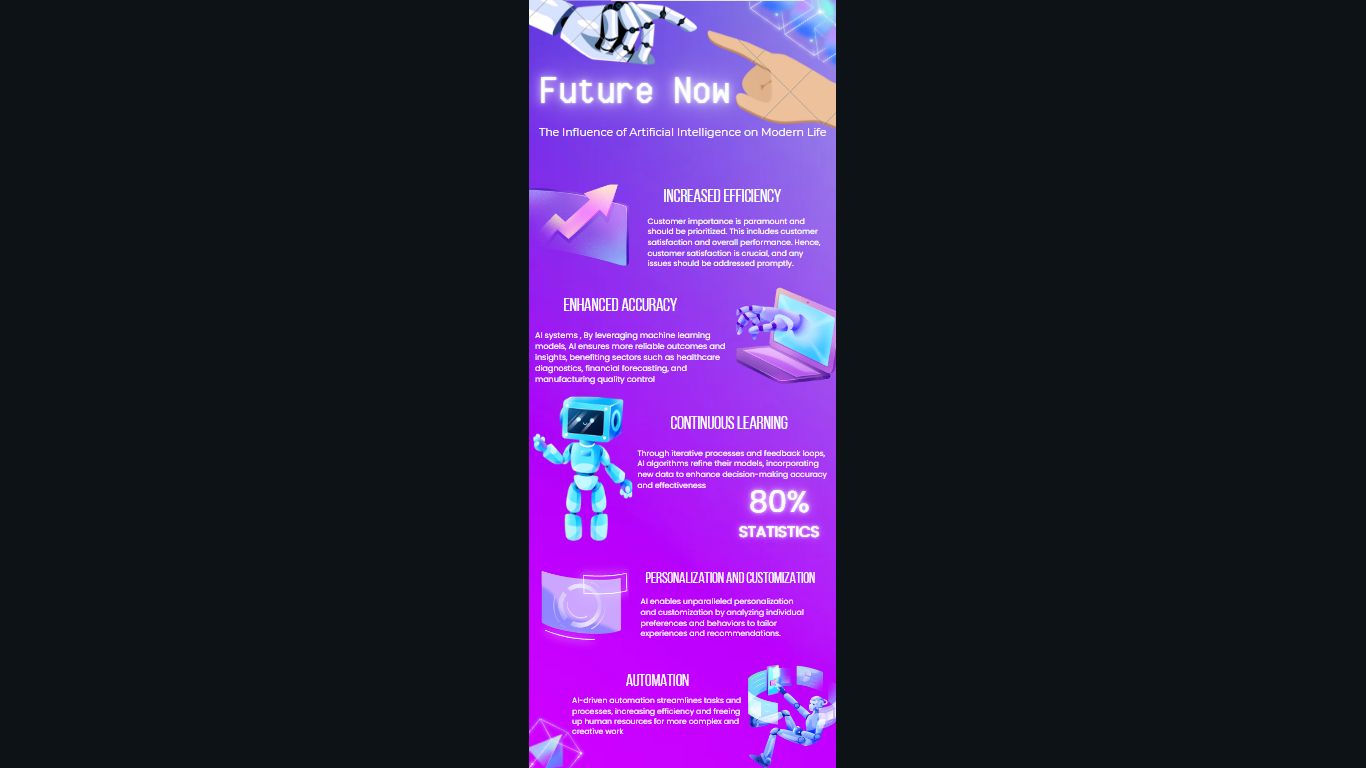 Future Now
The Influence of Artificial Intelligence on Modern Life
INCREASED EFFICIENCY
Customer importance is paramount and
should be prioritized. This includes customer
satisfaction and overall performance. Hence,
customer satisfaction is crucial, and any
issues should be addressed promptly.
ENHANCED ACCURACY
AI systems , By leveraging machine learning
models, AI ensures more reliable outcomes and
insights, benefiting sectors such as healthcare
diagnostics, financial forecasting, and
manufacturing quality control
CONTINUOUS LEARNING
Through iterative processes and feedback loops,
AI algorithms refine their models, incorporating
new data to enhance decision-making accuracy
and effectiveness
80%
STATISTICS
PERSONALIZATION AND CUSTOMIZATION
AI enables unparalleled personalization
and customization by analyzing individual
preferences and behaviors to tailor
experiences and recommendations.
AUTOMATION
AI-driven automation streamlines tasks and
processes, increasing efficiency and freeing
up human resources for more complex and
creative work